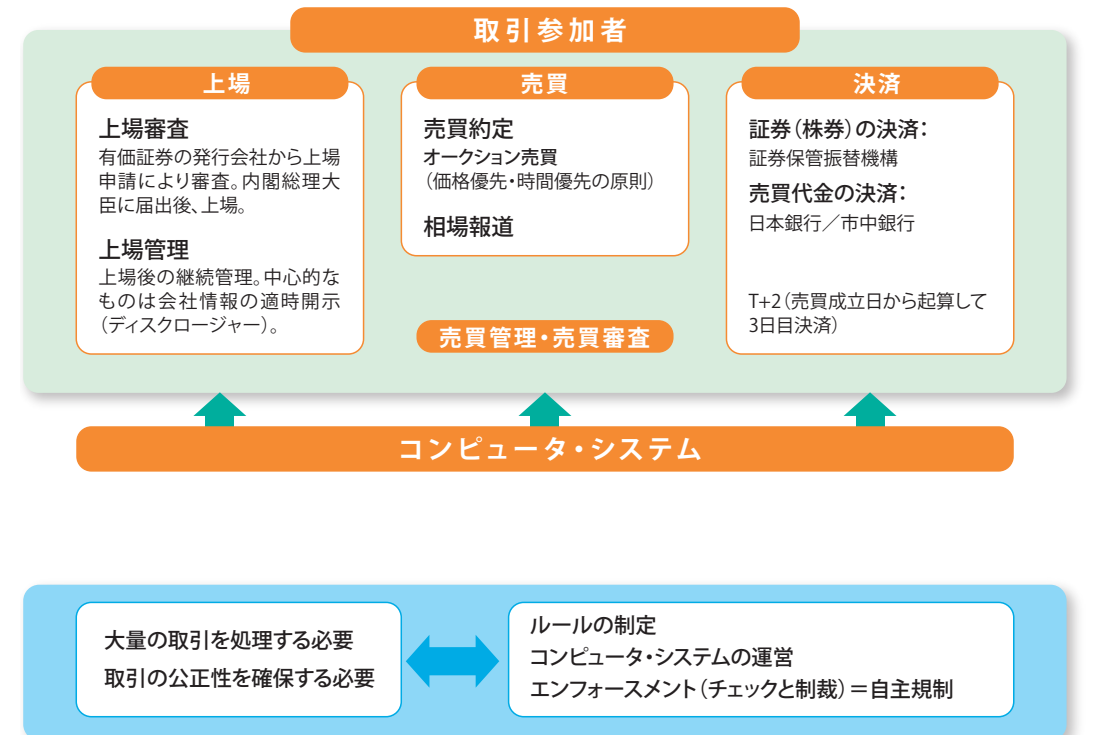 取引参加者
上場
上場審査
有価証券の発行会社から上場
申請により審査。内閣総理大
臣に届出後、上場。
上場管理
上場後の継続管理。中心的な
ものは会社情報の適時開示
（ディスクロージャー）。
売買
売買約定
オークション売買
（価格優先・時間優先の原則）
相場報道
売買管理・売買審査
決済
証券（株券）の決済：
証券保管振替機構
売買代金の決済：
日本銀行／市中銀行
T+2（売買成立日から起算して
3日目決済）
コンピュータ・システム
大量の取引を処理する必要
取引の公正性を確保する必要
ルールの制定
コンピュータ・システムの運営
エンフォースメント（チェックと制裁）＝自主規制